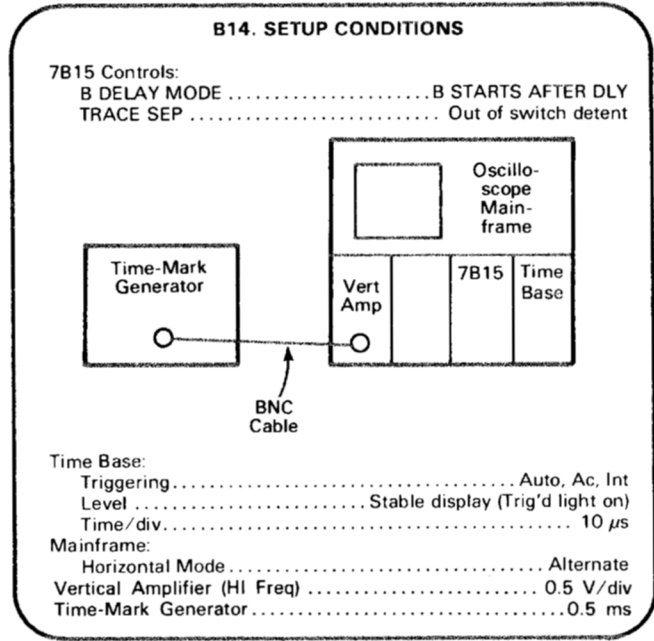 B14. SETUP CONDITIONS
7B15 Controls:
B DELAY MODE ......................B STARTS AFTER DLY
TRACE SEP ........................... Out of switch detent
Oscillo-
scope
Main-
frame
Time-Mark
Generator
Vert
Amp
7B15
Time
Base
BNC
Cable
Time Base:
Triggering......................................Auto, Ac, Int
Level .........................Stable display (Trig'd light on)
Time/div............................................. 10 μs
Mainframe:
Horizontal Mode .................................. Alternate
Vertical Amplifier (HI Freq) ......................... 0.5 V/div
Time-Mark Generator..................................0.5 ms